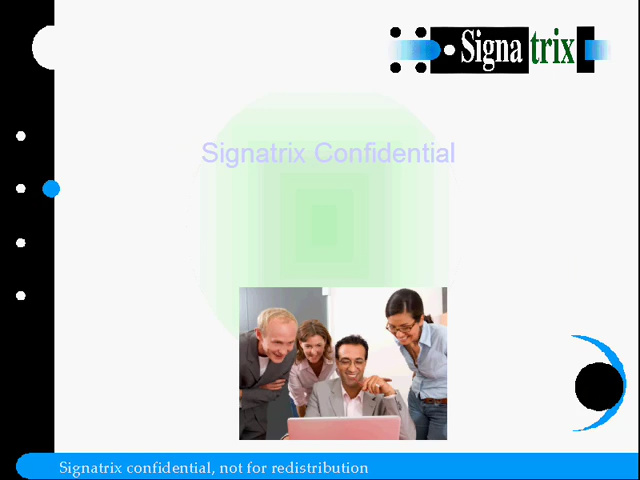 Signatrix
Signatrix Confidential
Signatrix confidential, not for redistribution